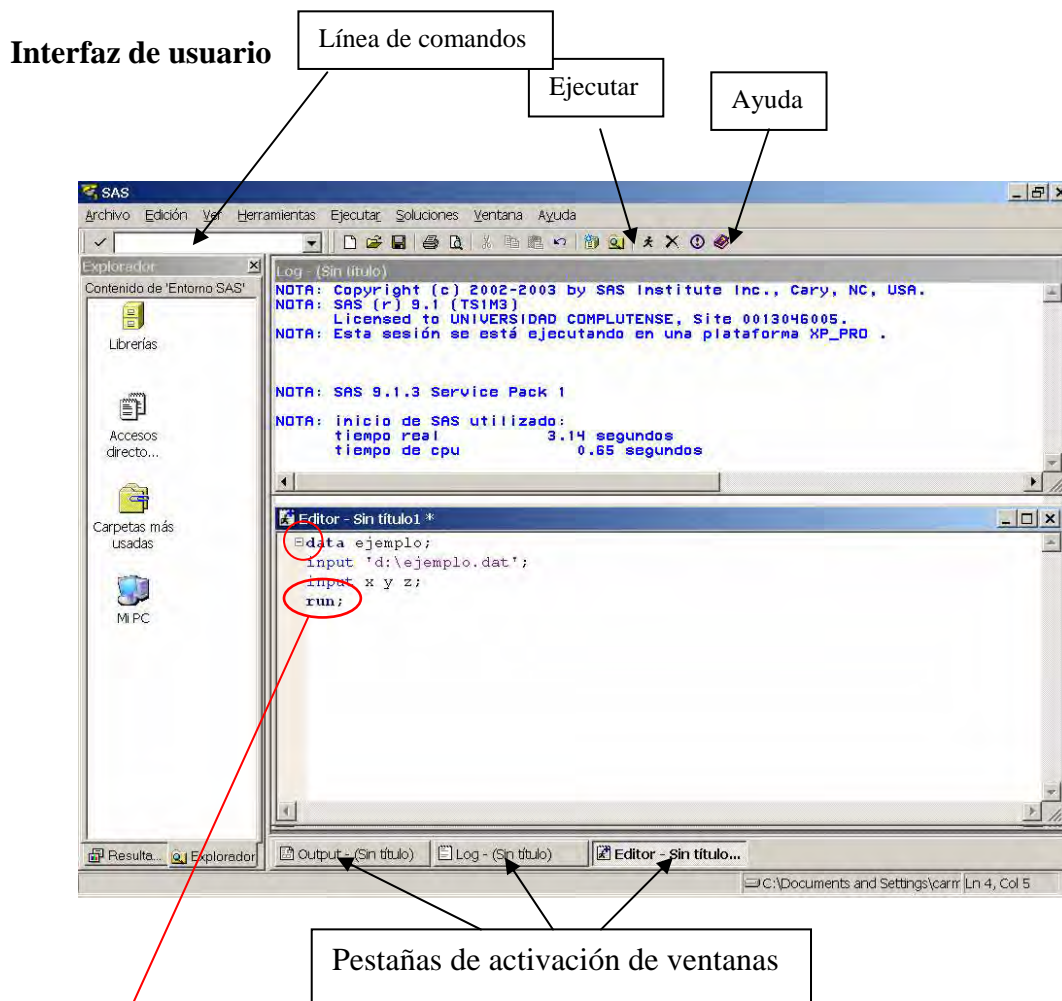 Interfaz de usuario
Línea de comandos
Ejecutar
Ayuda
SAS
Archivo Edición Ver Herramientas Ejecutar Soluciones Ventana Ayuda
Explorador
Contenido de 'Entorno SAS'
Librerías
Accesos
directo...
Carpetas más
usadas
Mi PC
Log - (Sin título)
NOTA: Copyright (c) 2002-2003 by SAS Institute Inc., Cary, NC, USA.
NOTA: SAS (r) 9.1 (TS1M3)
Licensed to UNIVERSIDAD COMPLUTENSE, Site 0013046005.
NOTA: Esta sesión se está ejecutando en una plataforma XP_PRO .
NOTA: SAS 9.1.3 Service Pack 1
NOTA: inicio de SAS utilizado:
tiempo real 3.14 segundos
tiempo de cpu 0.65 segundos
Editor - Sin título1 *
data ejemplo;
input 'd:\ejemplo.dat';
input x y z;
run;
Resulta... Explorador
Output - (Sin título) Log - (Sin título) Editor - Sin título...
C:\Documents and Settings\carm Ln 4, Col 5
Pestañas de activación de ventanas